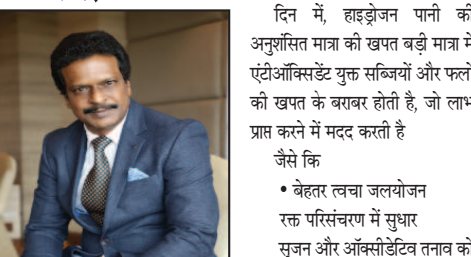 दिन में, हाइड्रोजन पानी की
अनुशंसित मात्रा की खपत बड़ी मात्रा में
एंटीऑक्सिडेंट युक्त सब्जियों और फलों
की खपत के बराबर होती है, जो लाभ
प्राप्त करने में मदद करती है
जैसे कि
• बेहतर त्वचा जलयोजन
रक्त परिसंचरण में सुधार
सूजन और ऑक्सीडेटिव तनाव को